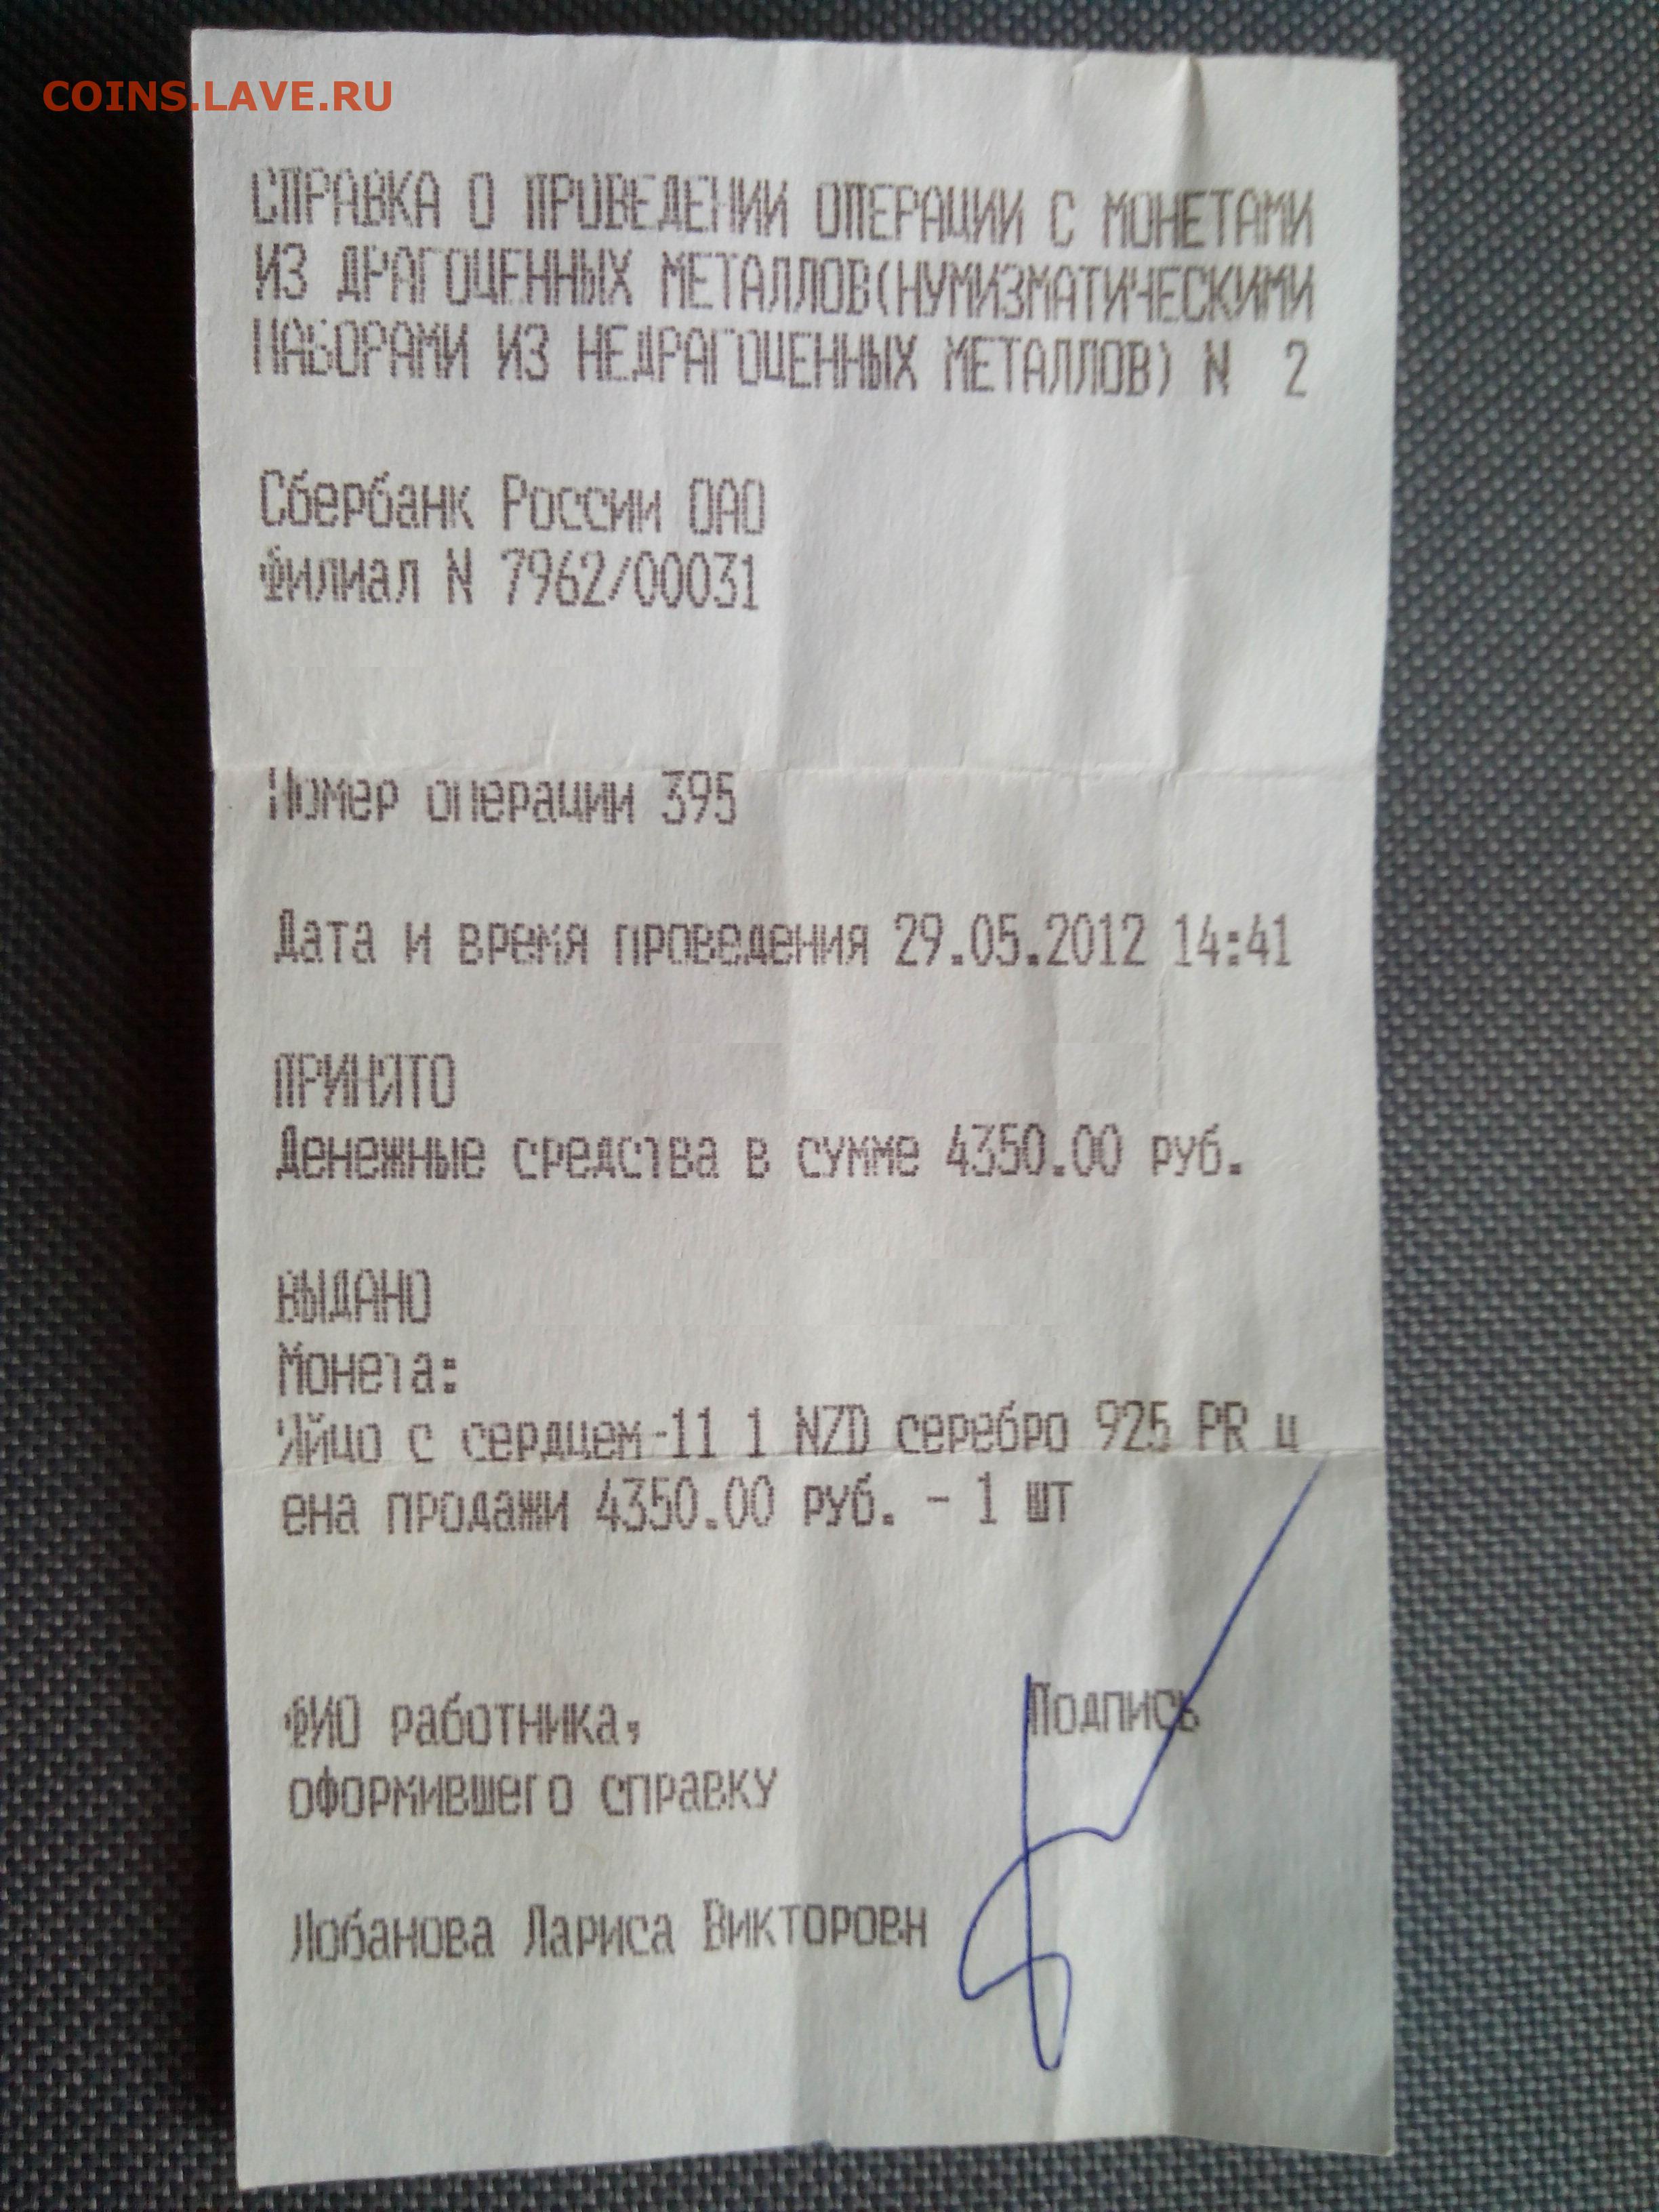 COINS.LAVE.RU
СПРАВКА О ПРОВЕДЕНИИ ОПЕРАЦИИ С МОНЕТАМИ
ИЗ ДРАГОЦЕННЫХ МЕТАЛЛОВ(НУМИЗМАТИЧЕСКИМИ
НАБОРАМИ ИЗ НЕДРАГОЦЕННЫХ МЕТАЛЛОВ) N 2
Сбербанк России ОАО
Филиал N 7962/00031
Номер операции 395
Дата и время проведения 29.05.2012 14:41
ПРИНЯТО
Денежные средства в сумме 4350.00 руб.
ВЫДАНО
Монета:
Яйцо с сердцем-11 1 NZD серебро 925 PR ц
ена продажи 4350.00 руб. - 1 шт
ФИО работника, Подпись
оформившего справку
Лобанова Лариса Викторовн